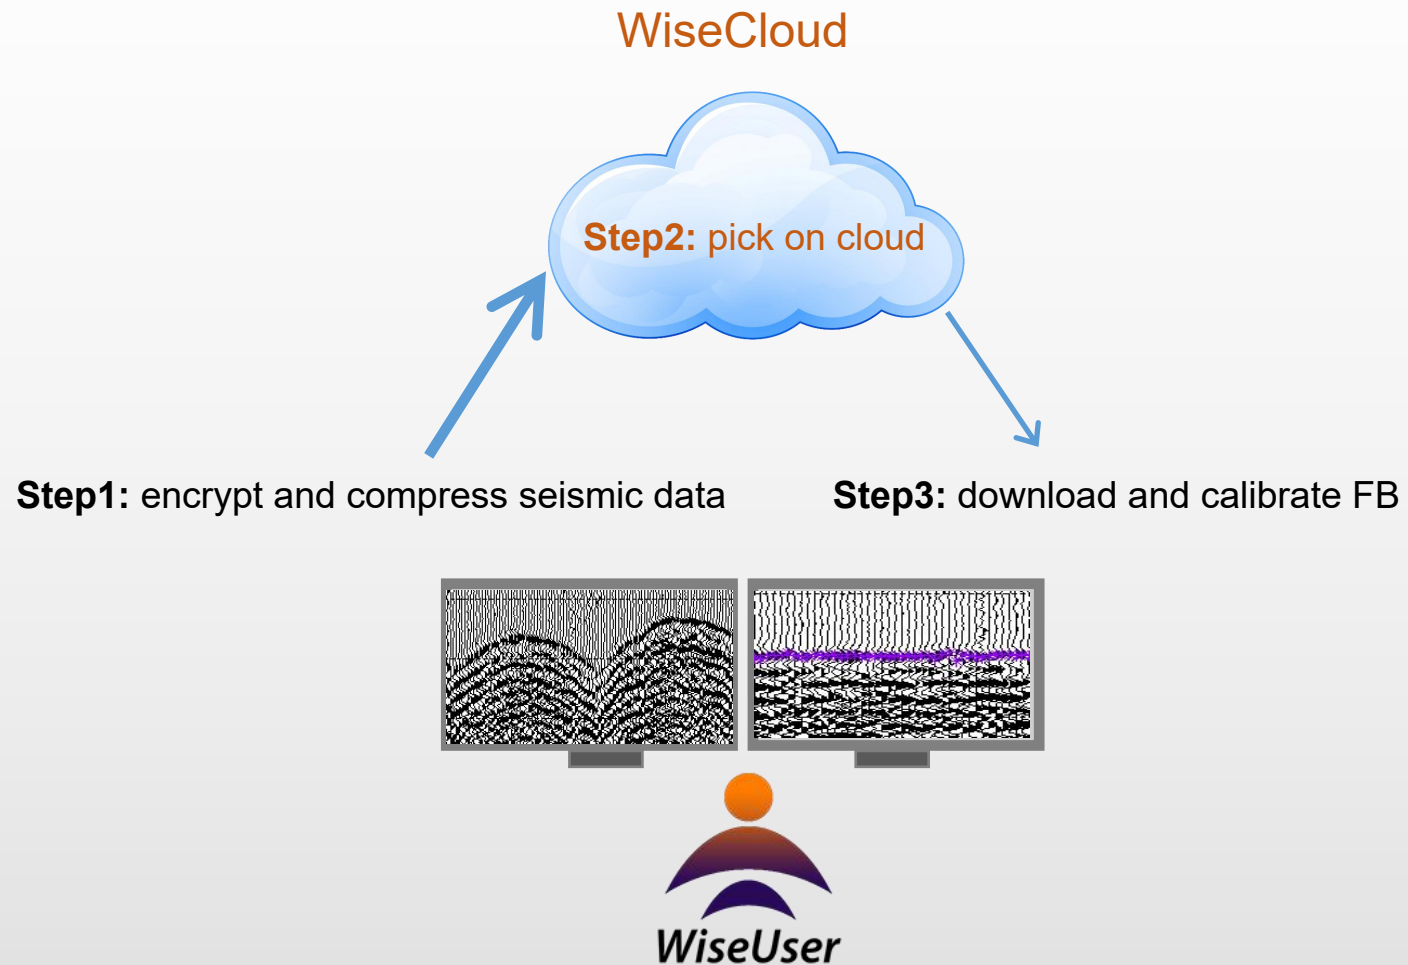 WiseCloud
Step2: pick on cloud
Step1: encrypt and compress seismic data
Step3: download and calibrate FB
WiseUser